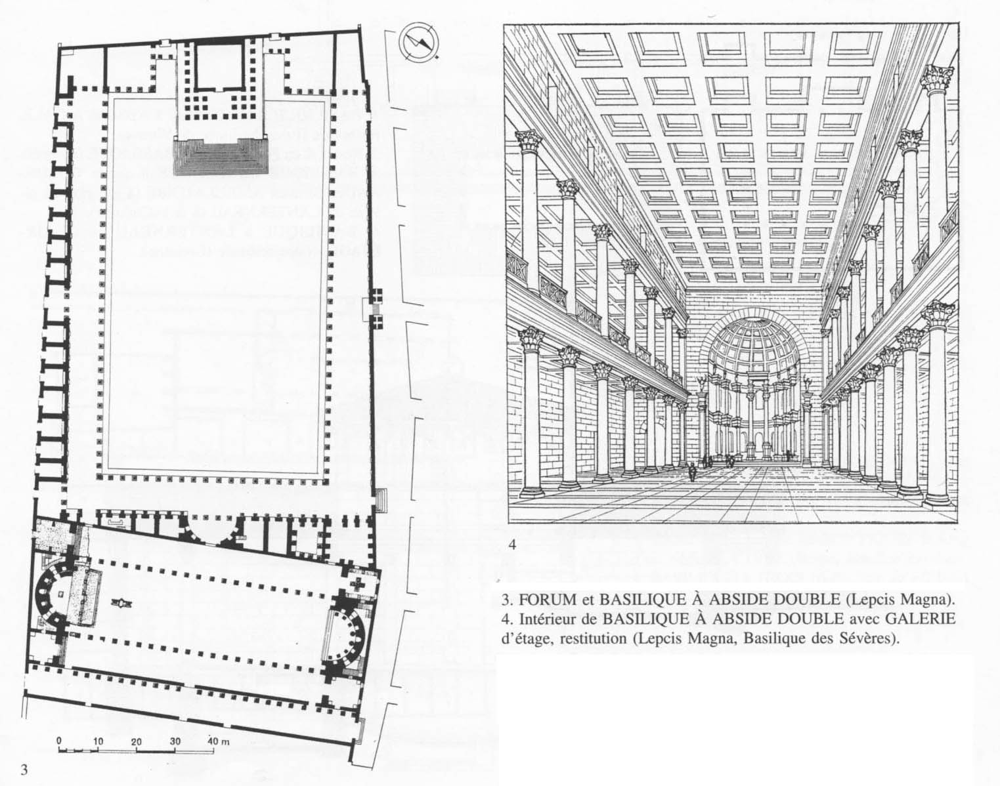 0 10 20 30 40 m
3
4
3. FORUM et BASILIQUE À ABSIDE DOUBLE (Lepcis Magna).
4. Intérieur de BASILIQUE À ABSIDE DOUBLE avec GALERIE
d'étage, restitution (Lepcis Magna, Basilique des Sévères).